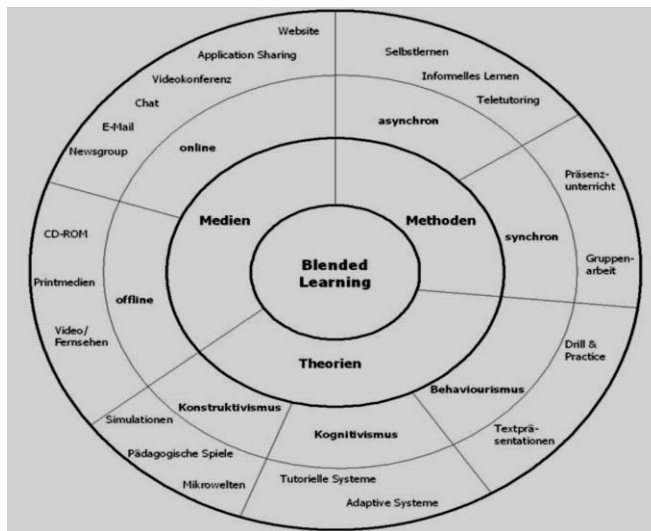 Website
Application Sharing
Videokonferenz
Chat
E-Mail
Newsgroup
online
Selbstlernen
Informelles Lernen
Teletutoring
asynchron
Präsenz-
unterricht
Gruppen-
arbeit
synchron
Medien
Methoden
Blended
Learning
Theorien
CD-ROM
Printmedien
Video/
Fernsehen
offline
Konstruktivismus
Simulationen
Pädagogische Spiele
Mikrowelten
Kognitivismus
Tutorielle Systeme
Adaptive Systeme
Behaviourismus
Drill &
Practice
Textprä-
sentationen